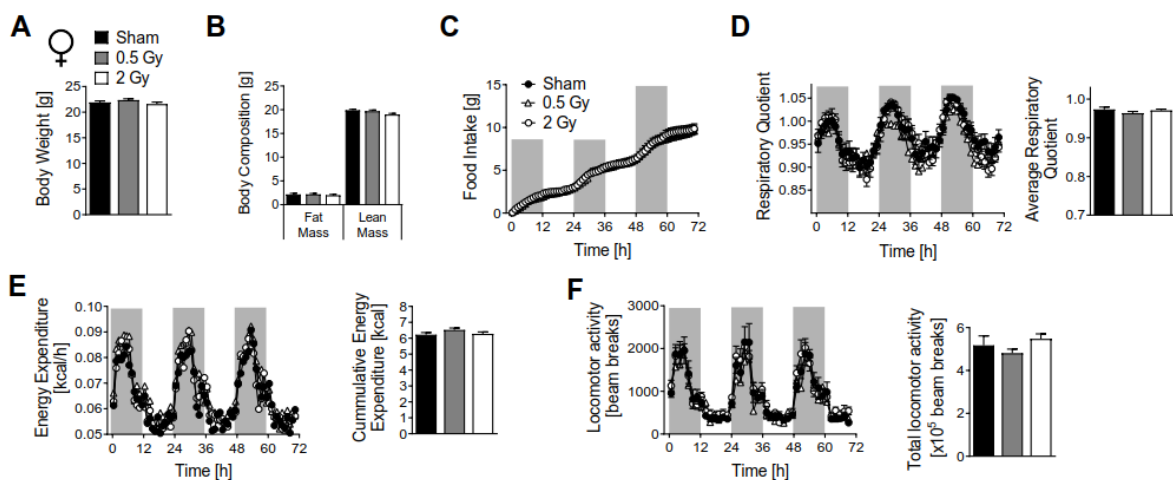 A
♀
Sham
0.5 Gy
2 Gy
Body Weight [g]
25
20
15
10
5
0
B
Body Composition [g]
25
20
15
10
5
0
Fat Mass
Lean Mass
C
Sham
0.5 Gy
2 Gy
Food Intake [g]
15
10
5
0
0 12 24 36 48 60 72
Time [h]
D
Respiratory Quotient
1.05
1.00
0.95
0.90
0.85
0 12 24 36 48 60 72
Time [h]
Average Respiratory
Quotient
1.0
0.9
0.8
0.7
E
Energy Expenditure
[kcal/h]
0.10
0.09
0.08
0.07
0.06
0.05
0 12 24 36 48 60 72
Time [h]
Cummulative Energy
Expenditure [kcal]
8
7
6
5
4
3
2
1
0
F
Locomotor activity
[beam breaks]
3000
2000
1000
0
0 12 24 36 48 60 72
Time [h]
Total locomotor activity
[x10⁵ beam breaks]
6
4
2
0